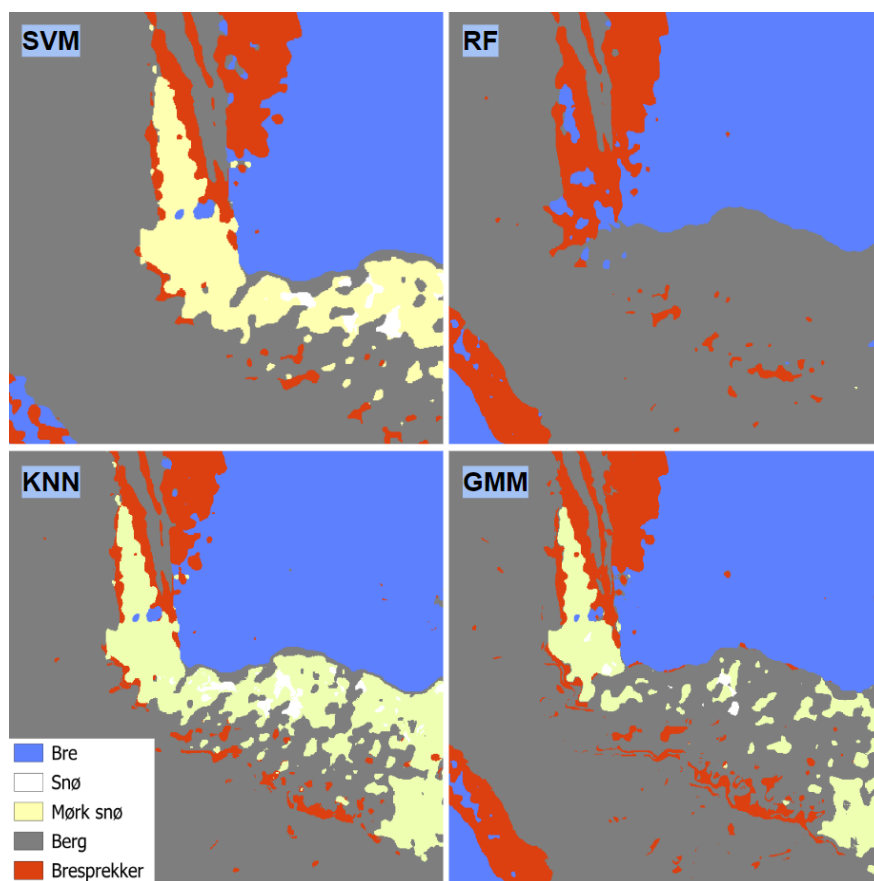 SVM
RF
KNN
GMM
Bre
Snø
Mørk snø
Berg
Bresprekker